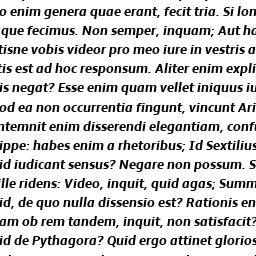 o enim genera quae erant, fecit tria. Si lon
que fecimus. Non semper, inquam; Aut ha
tisne vobis videor pro meo iure in vestris a
tis est ad hoc responsum. Aliter enim expli
is negat? Esse enim quam vellet iniquus iu
od ea non occurrentia fingunt, vincunt Ari
ntemnit enim disserendi elegantiam, conf
ippe: habes enim a rhetoribus; Id Sextilius
id iudicant sensus? Negare non possum. S
ille ridens: Video, inquit, quid agas; Summ
id, de quo nulla dissensio est? Rationis en
am ob rem tandem, inquit, non satisfacit?
id de Pythagora? Quid ergo attinet glorios